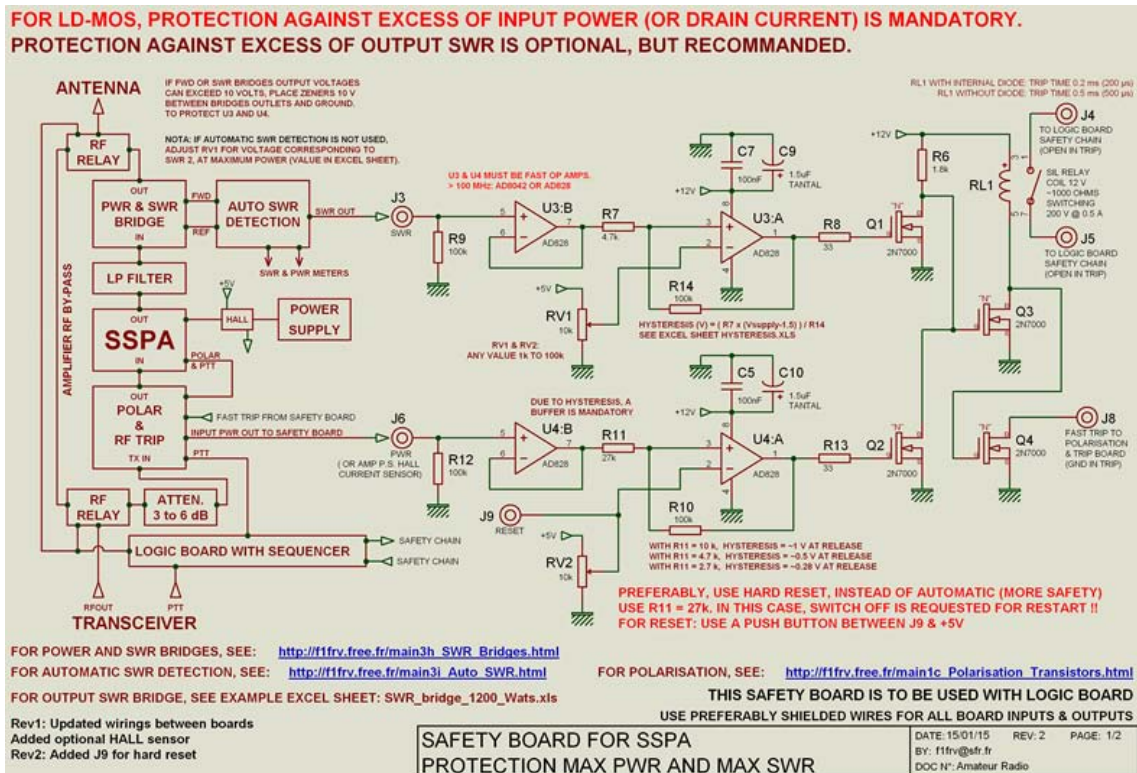 FOR LD-MOS, PROTECTION AGAINST EXCESS OF INPUT POWER (OR DRAIN CURRENT) IS MANDATORY.
PROTECTION AGAINST EXCESS OF OUTPUT SWR IS OPTIONAL, BUT RECOMMANDED.
ANTENNA
IF FWD OR SWR BRIDGES OUTPUT VOLTAGES
CAN EXCEED 10 VOLTS, PLACE ZENERS 10 V
BETWEEN BRIDGES OUTLETS AND GROUND,
TO PROTECT U3 AND U4.
NOTA: IF AUTOMATIC SWR DETECTION IS NOT USED,
ADJUST RV1 FOR VOLTAGE CORRESPONDING TO
SWR 2, AT MAXIMUM POWER (VALUE IN EXCEL SHEET).
RL1 WITH INTERNAL DIODE: TRIP TIME 0.2 ms (200 µs)
RL1 WITHOUT DIODE: TRIP TIME 0.5 ms (500 µs)
RF
RELAY
OUT
PWR & SWR
BRIDGE
IN
FWD
REF
AUTO SWR
DETECTION
SWR OUT
SWR & PWR METERS
LP FILTER
AMPLIFIER RF BY-PASS
OUT
SSPA
IN
+5V
HALL
POWER
SUPPLY
POLAR
& PTT
OUT
POLAR
&
RF TRIP
TX IN
FAST TRIP FROM SAFETY BOARD
INPUT PWR OUT TO SAFETY BOARD
PTT
RF
RELAY
ATTEN.
3 to 6 dB
LOGIC BOARD WITH SEQUENCER
SAFETY CHAIN
SAFETY CHAIN
RFOUT
PTT
TRANSCEIVER
J3
SWR
R9
100k
U3 & U4 MUST BE FAST OP AMPS.
> 100 MHz: AD8042 OR AD828
5
6
7
U3:B
AD828
R7
4.7k
C7
100nF
C9
1.5uF
TANTAL
+12V
3
2
8
4
1
U3:A
AD828
R14
100k
HYSTERESIS (V) = ( R7 x (Vsupply-1.5) ) / R14
SEE EXCEL SHEET HYSTERESIS.XLS
+5V
RV1
10k
RV1 & RV2:
ANY VALUE 1K TO 100k
R8
33
Q1
"N"
2N7000
+12V
R6
1.8k
RL1
3
1
5
7
J4
TO LOGIC BOARD
SAFETY CHAIN
(OPEN IN TRIP)
SIL RELAY
COIL 12 V
~1000 OHMS
SWITCHING
200 V @ 0.5 A
J5
TO LOGIC BOARD
SAFETY CHAIN
(OPEN IN TRIP)
"N"
Q3
2N7000
J6
PWR
( OR AMP P.S. HALL
CURRENT SENSOR)
R12
100k
DUE TO HYSTERESIS, A
BUFFER IS MANDATORY
5
6
7
U4:B
AD828
R11
27k
C5
100nF
C10
1.5uF
TANTAL
+12V
3
2
8
4
1
U4:A
AD828
R10
100k
WITH R11 = 10 k, HYSTERESIS = ~1 V AT RELEASE
WITH R11 = 4.7 k, HYSTERESIS = ~0.5 V AT RELEASE
WITH R11 = 2.7 k, HYSTERESIS = ~0.28 V AT RELEASE
J9
RESET
+5V
RV2
10k
R13
33
Q2
"N"
2N7000
"N"
Q4
2N7000
J8
FAST TRIP TO
POLARISATION
& TRIP BOARD
(GND IN TRIP)
PREFERABLY, USE HARD RESET, INSTEAD OF AUTOMATIC (MORE SAFETY)
USE R11 = 27k. IN THIS CASE, SWITCH OFF IS REQUESTED FOR RESTART !!
FOR RESET: USE A PUSH BUTTON BETWEEN J9 & +5V
FOR POWER AND SWR BRIDGES, SEE: http://f1frv.free.fr/main3h_SWR_Bridges.html
FOR AUTOMATIC SWR DETECTION, SEE: http://f1frv.free.fr/main3i_Auto_SWR.html
FOR POLARISATION, SEE: http://f1frv.free.fr/main1c_Polarisation_Transistors.html
FOR OUTPUT SWR BRIDGE, SEE EXAMPLE EXCEL SHEET: SWR_bridge_1200_Wats.xls
THIS SAFETY BOARD IS TO BE USED WITH LOGIC BOARD
USE PREFERABLY SHIELDED WIRES FOR ALL BOARD INPUTS & OUTPUTS
Rev1: Updated wirings between boards
Added optional HALL sensor
Rev2: Added J9 for hard reset
SAFETY BOARD FOR SSPA
PROTECTION MAX PWR AND MAX SWR
DATE: 15/01/15 REV: 2 PAGE: 1/2
BY: f1frv@sfr.fr
DOC N°: Amateur Radio